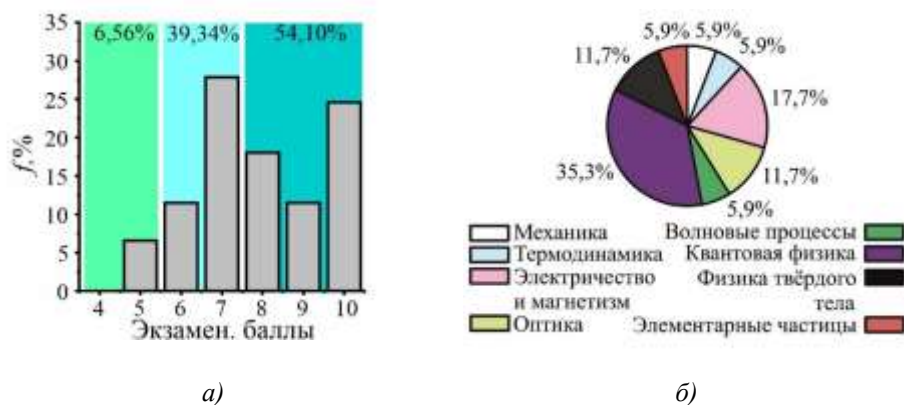 35
30
25
20
15
10
5
0
f,%
6,56% 39,34% 54,10%
4 5 6 7 8 9 10
Экзамен. баллы
а)
5,9% 5,9%
5,9%
11,7%
17,7%
35,3%
11,7%
5,9%
Механика
Термодинамика
Электричество
и магнетизм
Оптика
Волновые процессы
Квантовая физика
Физика твёрдого
тела
Элементарные частицы
б)